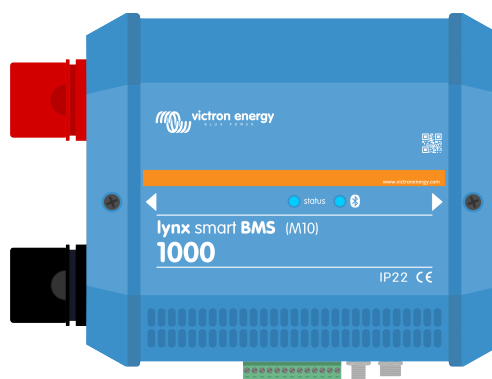 victron energy
BLUE POWER
www.victronenergy.com
status
lynx smart BMS (M10)
1000
IP22 CE